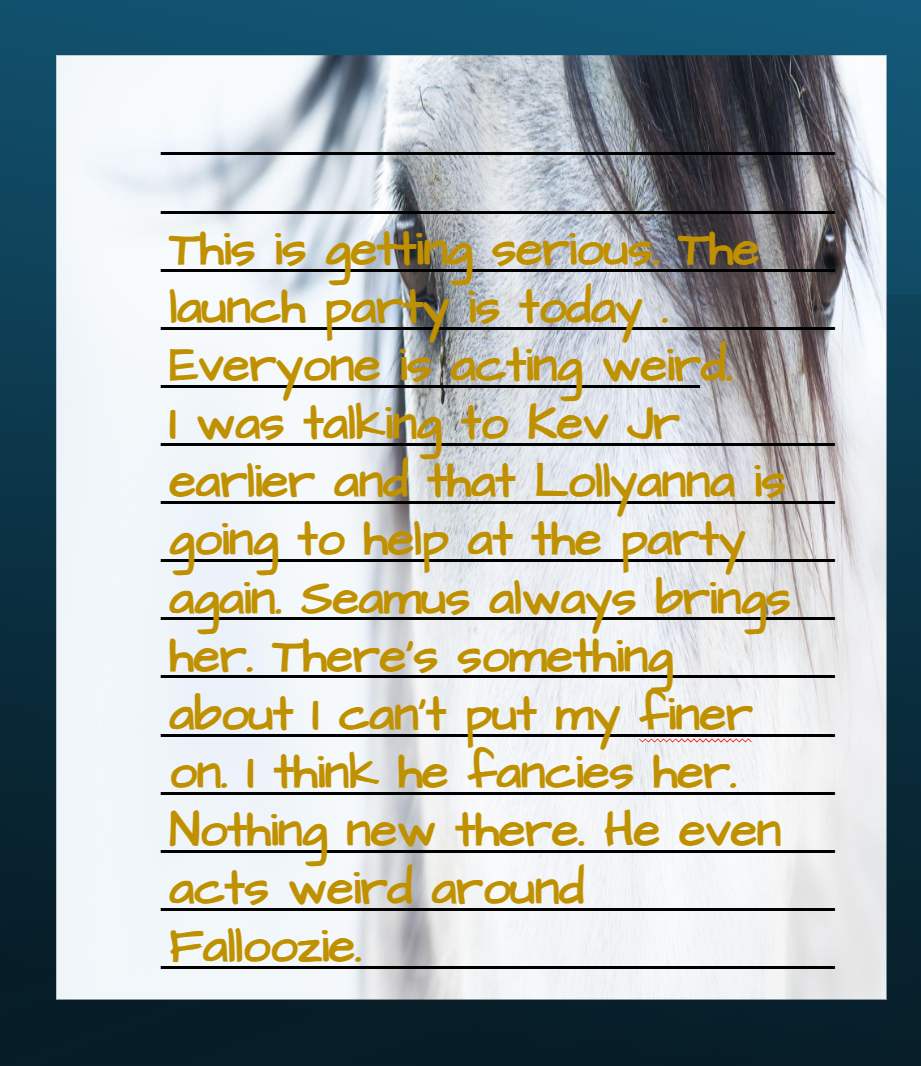 This is getting serious. The
launch party is today .
Everyone is acting weird.
I was talking to Kev Jr
earlier and that Lollyanna is
going to help at the party
again. Seamus always brings
her. There's something
about I can't put my finer
on. I think he fancies her.
Nothing new there. He even
acts weird around
Falloozie.